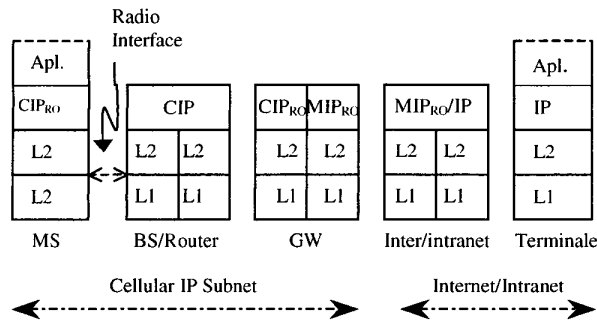 Radio
Interface
Apl. Apl.
CIPRO CIP CIPRO MIPRO MIPRO/IP IP
L2 L2 L2 L2 L2 L2 L2 L2
L2 L1 L1 L1 L1 L1 L1 L1
MS BS/Router GW Inter/intranet Terminale
Cellular IP Subnet Internet/Intranet